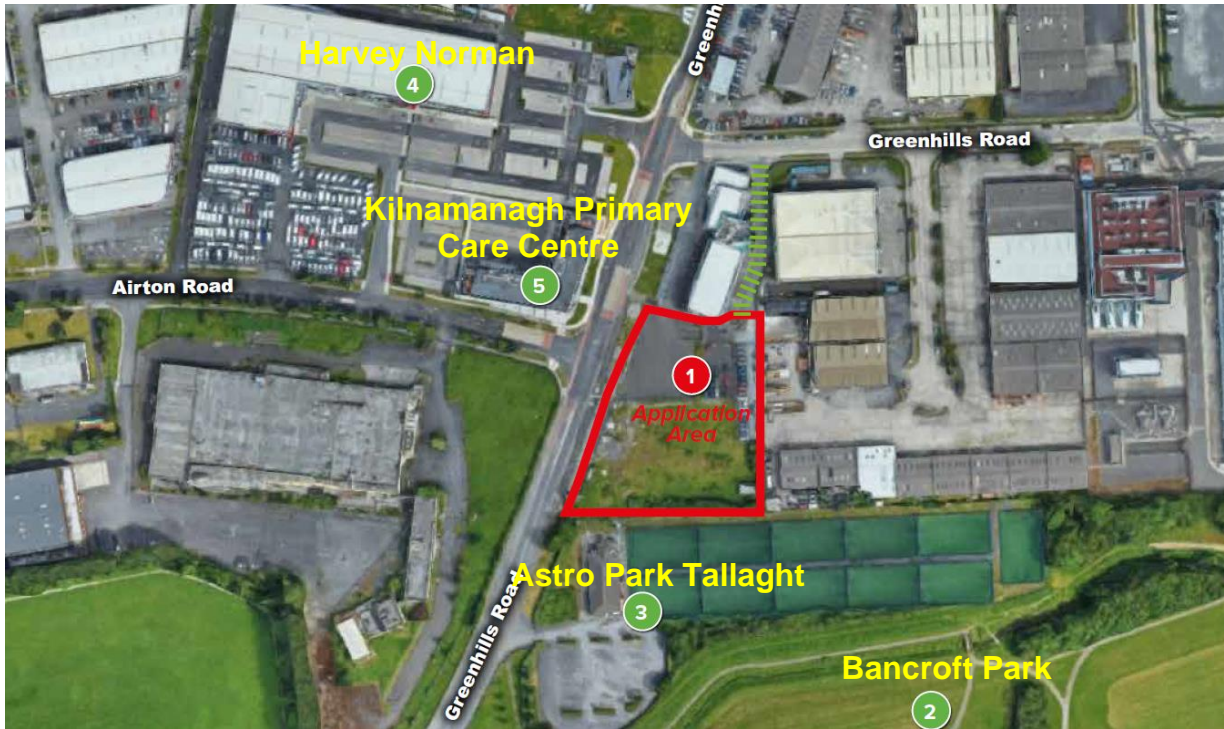 Greenh
Harvey Norman
4
Greenhills Road
Kilnamanagh Primary
Care Centre
5
Airton Road
1
Application
Area
Astro Park Tallaght
3
Greenhills Road
Bancroft Park
2